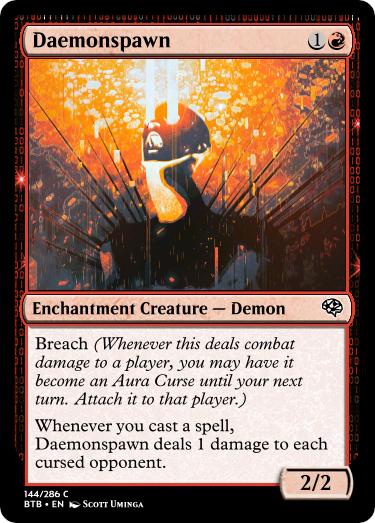 Daemonspawn 1
Enchantment Creature — Demon
Breach (Whenever this deals combat
damage to a player, you may have it
become an Aura Curse until your next
turn. Attach it to that player.)
Whenever you cast a spell,
Daemonspawn deals 1 damage to each
cursed opponent.
2/2
144/286 C
BTB • EN Scott Uminga